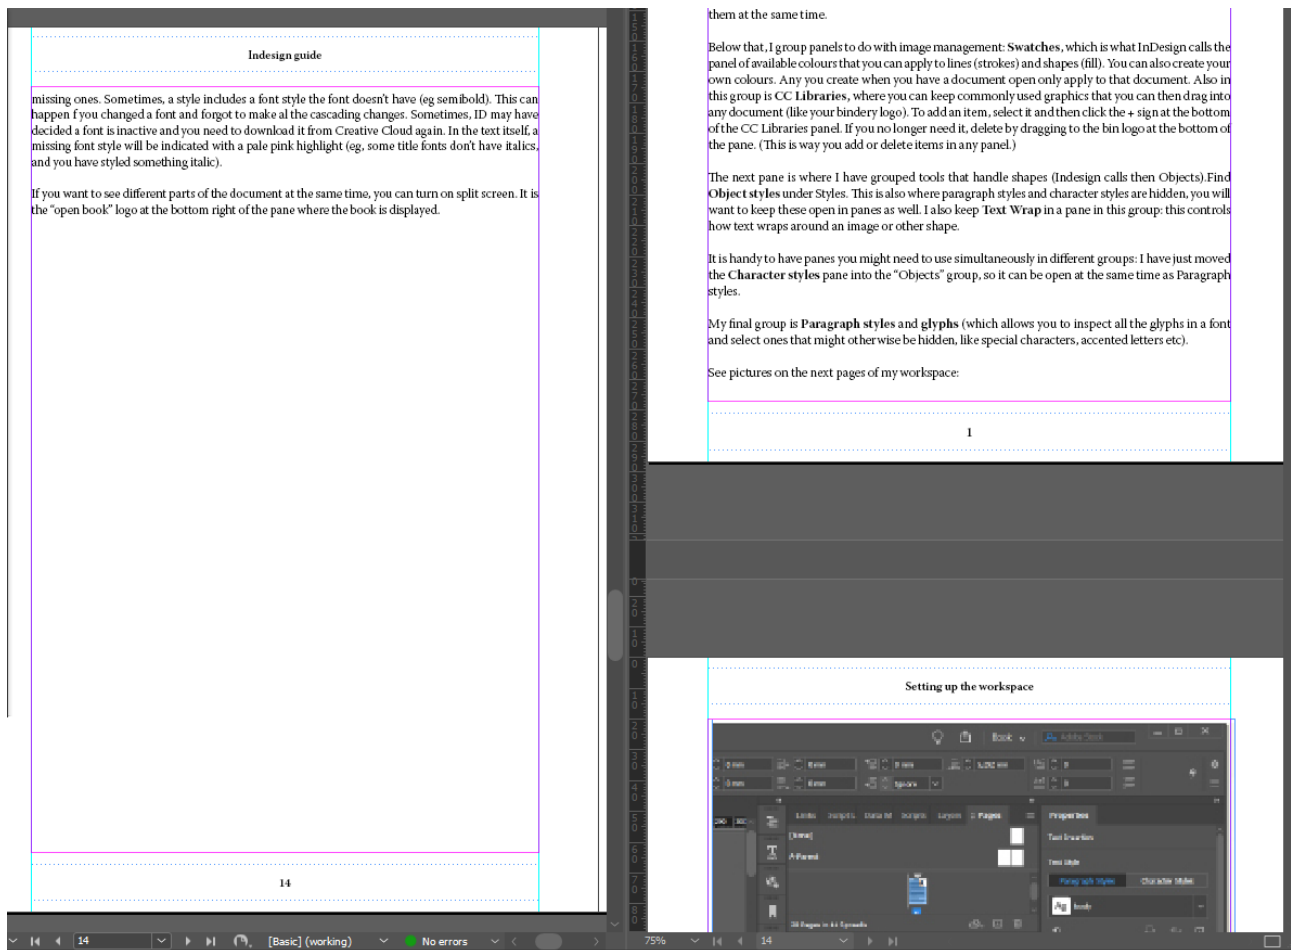 Indesign guide
missing ones. Sometimes, a style includes a font style the font doesn't have (eg semibold). This can
happen f you changed a font and forgot to make al the cascading changes. Sometimes, ID may have
decided a font is inactive and you need to download it from Creative Cloud again. In the text itself, a
missing font style will be indicated with a pale pink highlight (eg, some title fonts don't have italics,
and you have styled something italic).
If you want to see different parts of the document at the same time, you can turn on split screen. It is
the "open book" logo at the bottom right of the pane where the book is displayed.
14
14
[Basic] (working)
No errors
them at the same time.
Below that, I group panels to do with image management: Swatches, which is what InDesign calls the
panel of available colours that you can apply to lines (strokes) and shapes (fill). You can also create your
own colours. Any you create when you have a document open only apply to that document. Also in
this group is CC Libraries, where you can keep commonly used graphics that you can then drag into
any document (like your bindery logo). To add an item, select it and then click the + sign at the bottom
of the CC Libraries panel. If you no longer need it, delete by dragging to the bin logo at the bottom of
the pane. (This is way you add or delete items in any panel.)
The next pane is where I have grouped tools that handle shapes (Indesign calls then Objects).Find
Object styles under Styles. This is also where paragraph styles and character styles are hidden, you will
want to keep these open in panes as well. I also keep Text Wrap in a pane in this group: this controls
how text wraps around an image or other shape.
It is handy to have panes you might need to use simultaneously in different groups: I have just moved
the Character styles pane into the "Objects" group, so it can be open at the same time as Paragraph
styles.
My final group is Paragraph styles and glyphs (which allows you to inspect all the glyphs in a font
and select ones that might otherwise be hidden, like special characters, accented letters etc).
See pictures on the next pages of my workspace:
1
Setting up the workspace
Book
Adobe Stock
Links Scripts Data M Scripts Layers Pages
Properties
[None]
A-Parent
Text Insertion
Text Style
Paragraph Styles Character Styles
body
75%
14